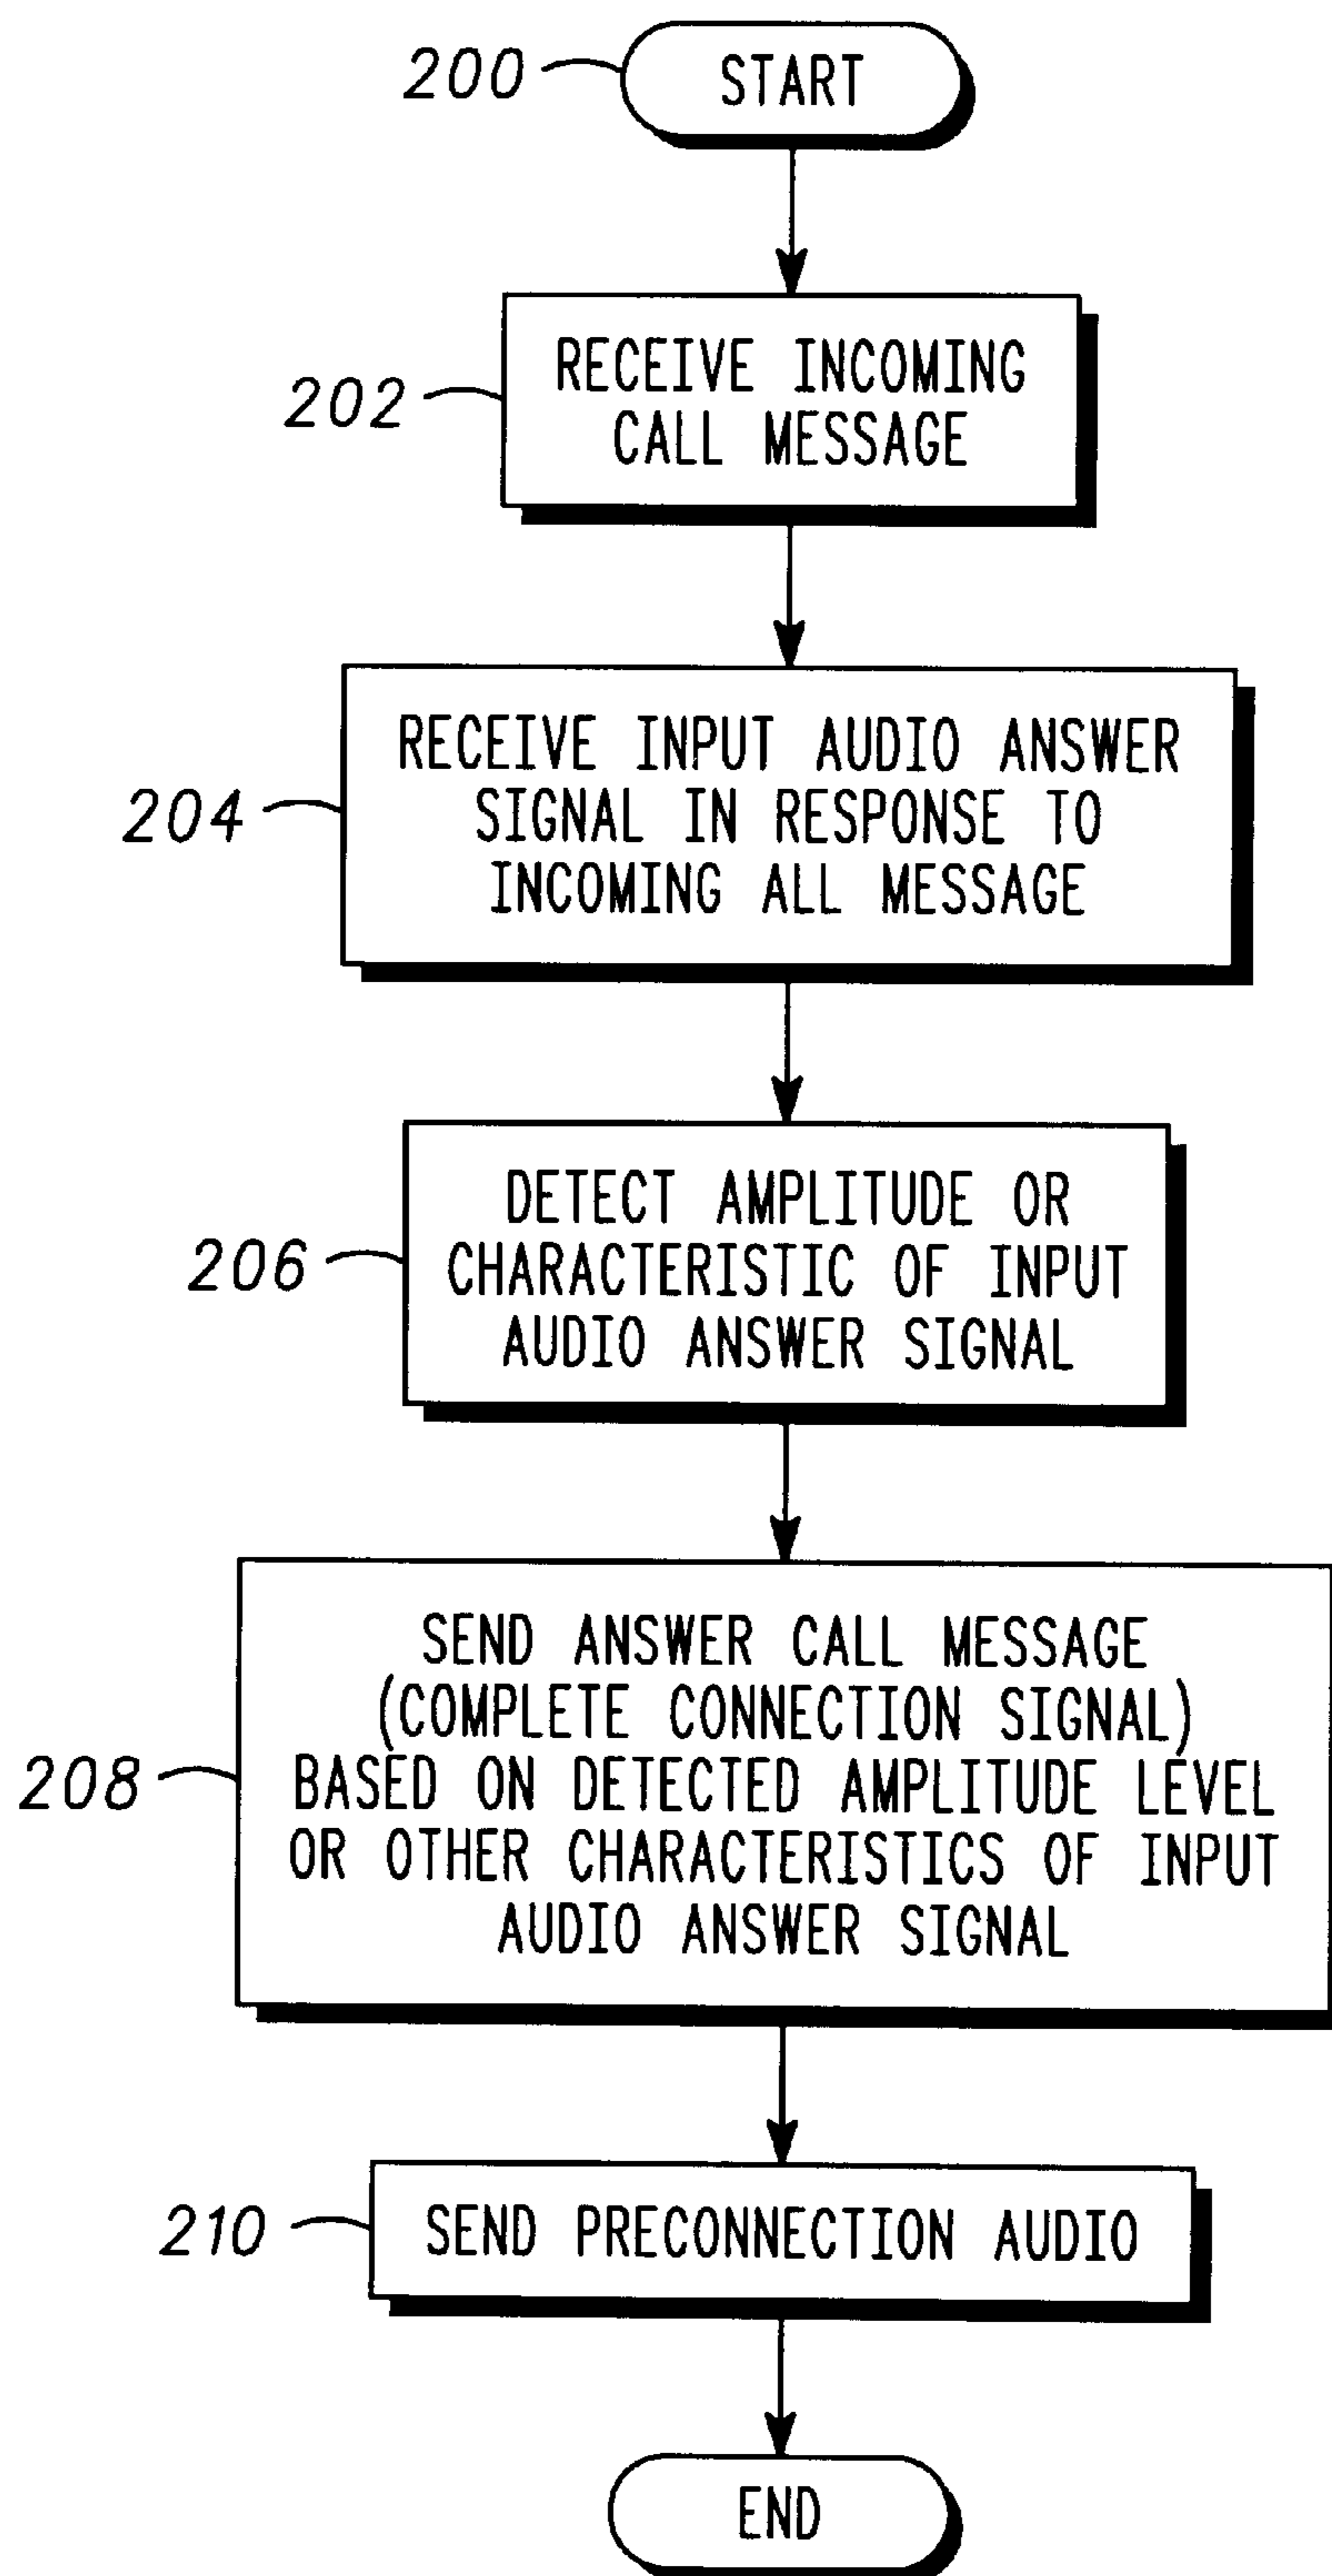 200
START
202
RECEIVE INCOMING
CALL MESSAGE
204
RECEIVE INPUT AUDIO ANSWER
SIGNAL IN RESPONSE TO
INCOMING ALL MESSAGE
206
DETECT AMPLITUDE OR
CHARACTERISTIC OF INPUT
AUDIO ANSWER SIGNAL
208
SEND ANSWER CALL MESSAGE
(COMPLETE CONNECTION SIGNAL)
BASED ON DETECTED AMPLITUDE LEVEL
OR OTHER CHARACTERISTICS OF INPUT
AUDIO ANSWER SIGNAL
210
SEND PRECONNECTION AUDIO
END